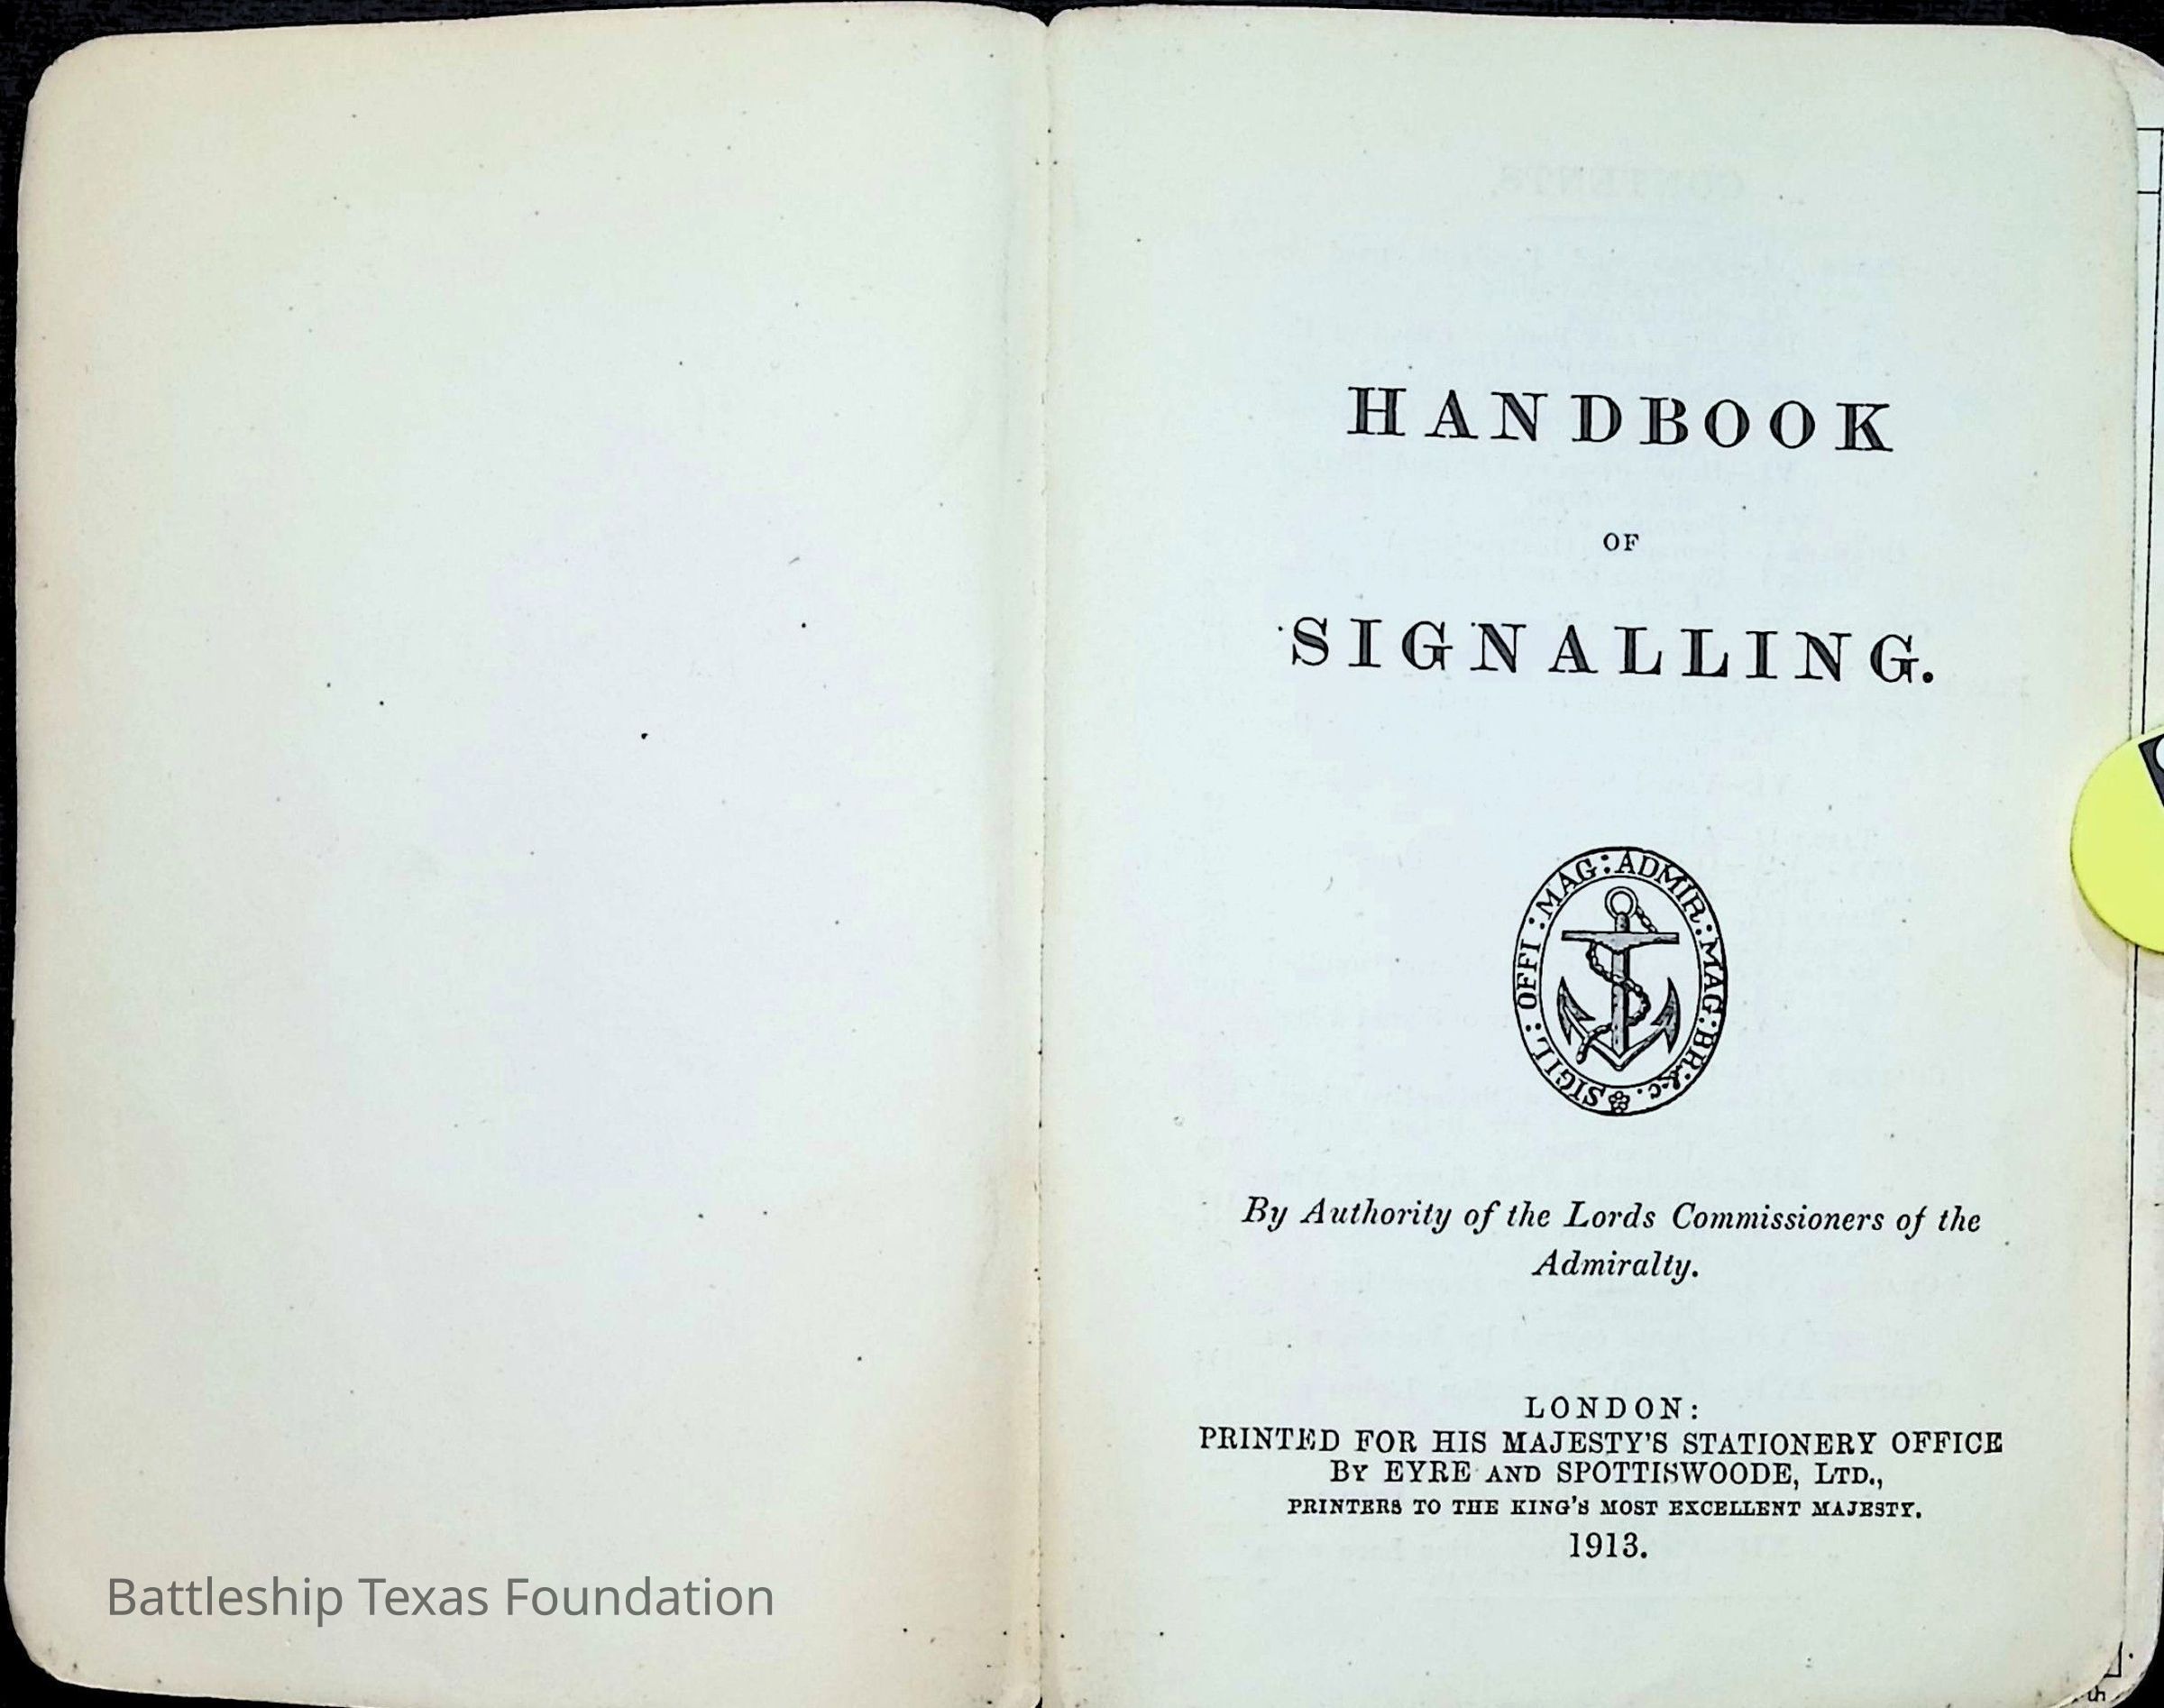 HANDBOOK
OF
SIGNALLING.
SIGIL : OFFI : MAG : ADMIR : MAG : BR : &c.
By Authority of the Lords Commissioners of the
Admiralty.
LONDON:
PRINTED FOR HIS MAJESTY'S STATIONERY OFFICE
BY EYRE AND SPOTTISWOODE, LTD.,
PRINTERS TO THE KING'S MOST EXCELLENT MAJESTY.
1913.
Battleship Texas Foundation